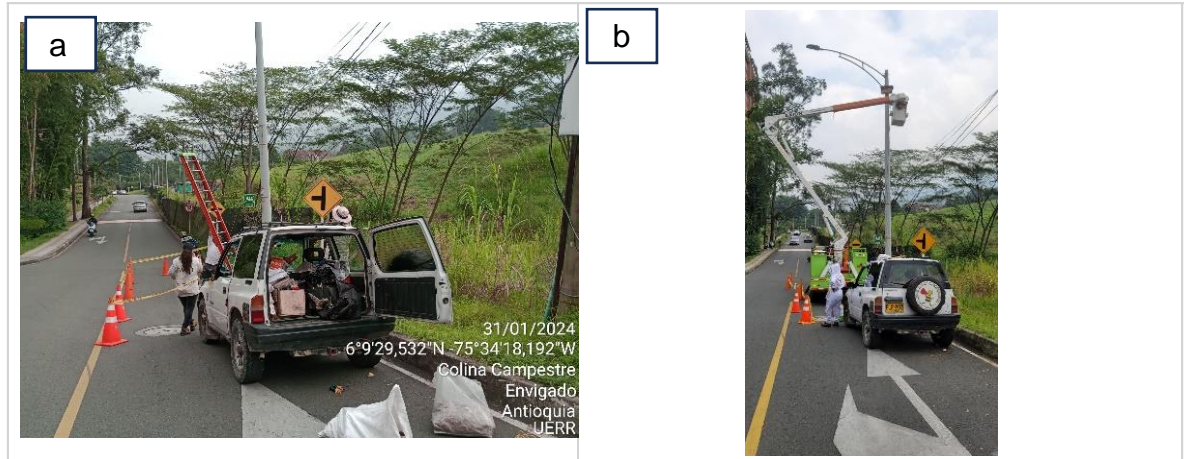 a
b
31/01/2024
6°9'29,532"N -75°34'18,192"W
Colina Campestre
Envigado
Antioquia
UERR